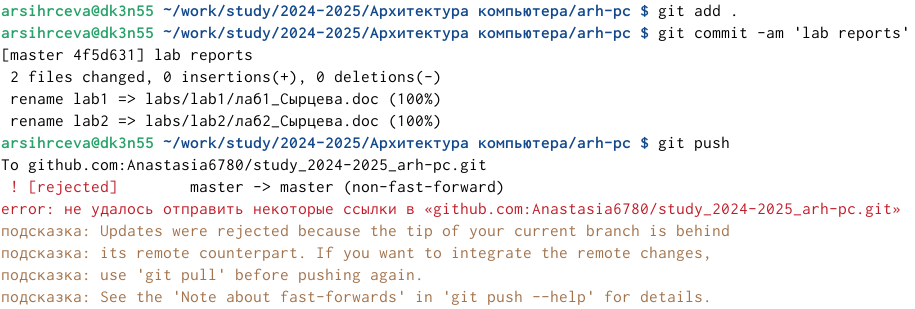 arsihrceva@dk3n55 ~/work/study/2024-2025/Архитектура компьютера/arh-pc $ git add .
arsihrceva@dk3n55 ~/work/study/2024-2025/Архитектура компьютера/arh-pc $ git commit -am 'lab reports'
[master 4f5d631] lab reports
 2 files changed, 0 insertions(+), 0 deletions(-)
 rename lab1 => labs/lab1/ла61_Сырцева.doc (100%)
 rename lab2 => labs/lab2/ла62_Сырцева.doc (100%)
arsihrceva@dk3n55 ~/work/study/2024-2025/Архитектура компьютера/arh-pc $ git push
To github.com:Anastasia6780/study_2024-2025_arh-pc.git
 ! [rejected]        master -> master (non-fast-forward)
error: не удалось отправить некоторые ссылки в «github.com:Anastasia6780/study_2024-2025_arh-pc.git»
подсказка: Updates were rejected because the tip of your current branch is behind
подсказка: its remote counterpart. If you want to integrate the remote changes,
подсказка: use 'git pull' before pushing again.
подсказка: See the 'Note about fast-forwards' in 'git push --help' for details.